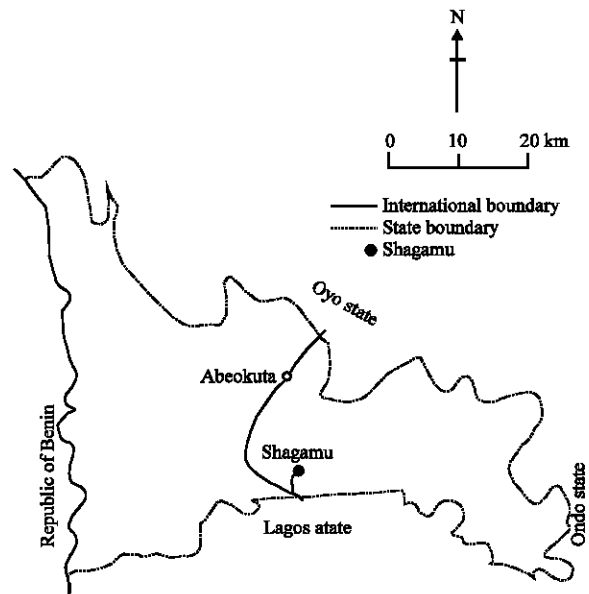 N
0 10 20 km
International boundary
State boundary
Shagamu
Oyo state
Abeokuta
Shagamu
Republic of Benin
Lagos atate
Ondo state